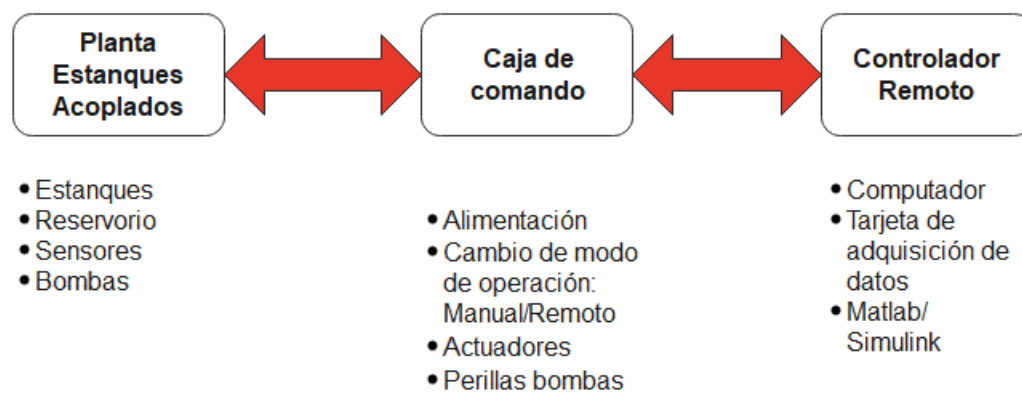 Planta
Estanques
Acoplados
Caja de
comando
Controlador
Remoto
• Estanques
• Reservorio
• Sensores
• Bombas
• Alimentación
• Cambio de modo
de operación:
Manual/Remoto
• Actuadores
• Perillas bombas
• Computador
• Tarjeta de
adquisición de
datos
• Matlab/
Simulink